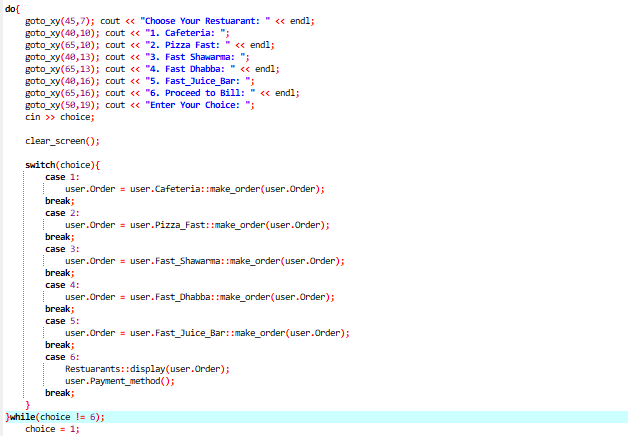 do{
goto_xy(45,7); cout << "Choose Your Restuarant: " << endl;
goto_xy(40,10); cout << "1. Cafeteria: ";
goto_xy(65,10); cout << "2. Pizza Fast: " << endl;
goto_xy(40,13); cout << "3. Fast Shawarma: ";
goto_xy(65,13); cout << "4. Fast Dhabba: " << endl;
goto_xy(40,16); cout << "5. Fast_Juice_Bar: ";
goto_xy(65,16); cout << "6. Proceed to Bill: " << endl;
goto_xy(50,19); cout << "Enter Your Choice: ";
cin >> choice;
clear_screen();
switch(choice){
case 1:
user.Order = user.Cafeteria::make_order(user.Order);
break;
case 2:
user.Order = user.Pizza_Fast::make_order(user.Order);
break;
case 3:
user.Order = user.Fast_Shawarma::make_order(user.Order);
break;
case 4:
user.Order = user.Fast_Dhabba::make_order(user.Order);
break;
case 5:
user.Order = user.Fast_Juice_Bar::make_order(user.Order);
break;
case 6:
Restuarants::display(user.Order);
user.Payment_method();
break;
}
}while(choice != 6);
choice = 1;